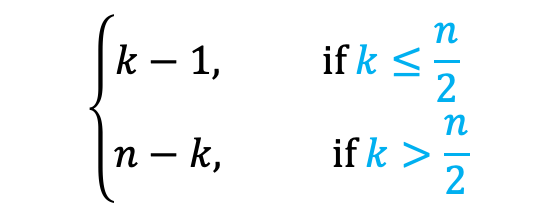 k − 1, if k ≤ n/2
n − k, if k > n/2